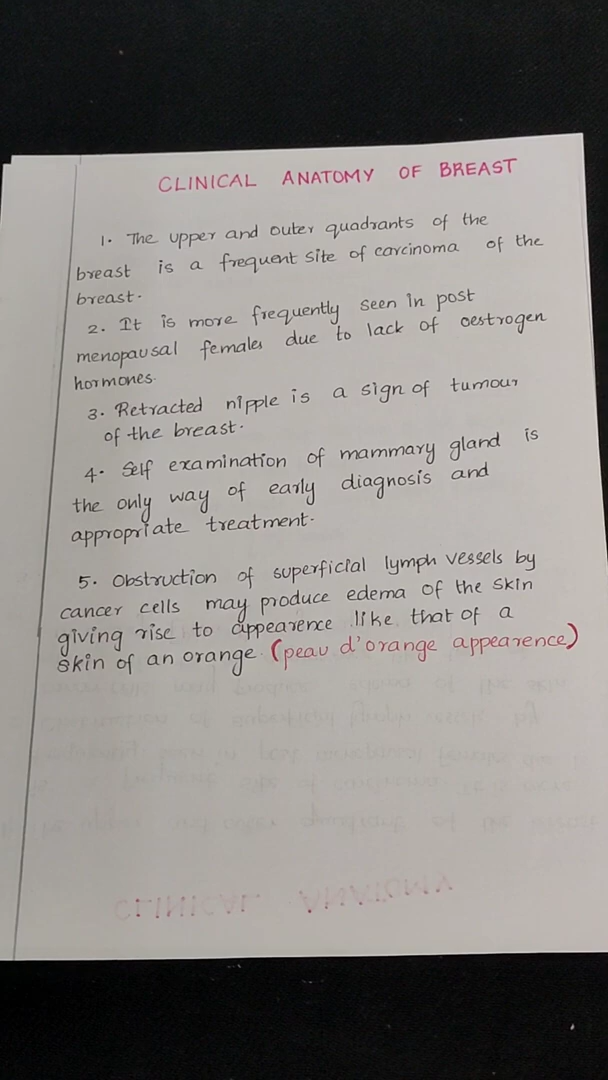 CLINICAL ANATOMY OF BREAST
1. The upper and outer quadrants of the
breast is a frequent site of carcinoma of the
breast.
2. It is more frequently seen in post
menopausal females due to lack of oestrogen
hormones.
3. Retracted nipple is a sign of tumour
of the breast.
4. Self examination of mammary gland is
the only way of early diagnosis and
appropriate treatment.
5. Obstruction of superficial lymph vessels by
cancer cells may produce edema of the skin
giving rise to appearence like that of a
skin of an orange. (peau d'orange appearence)